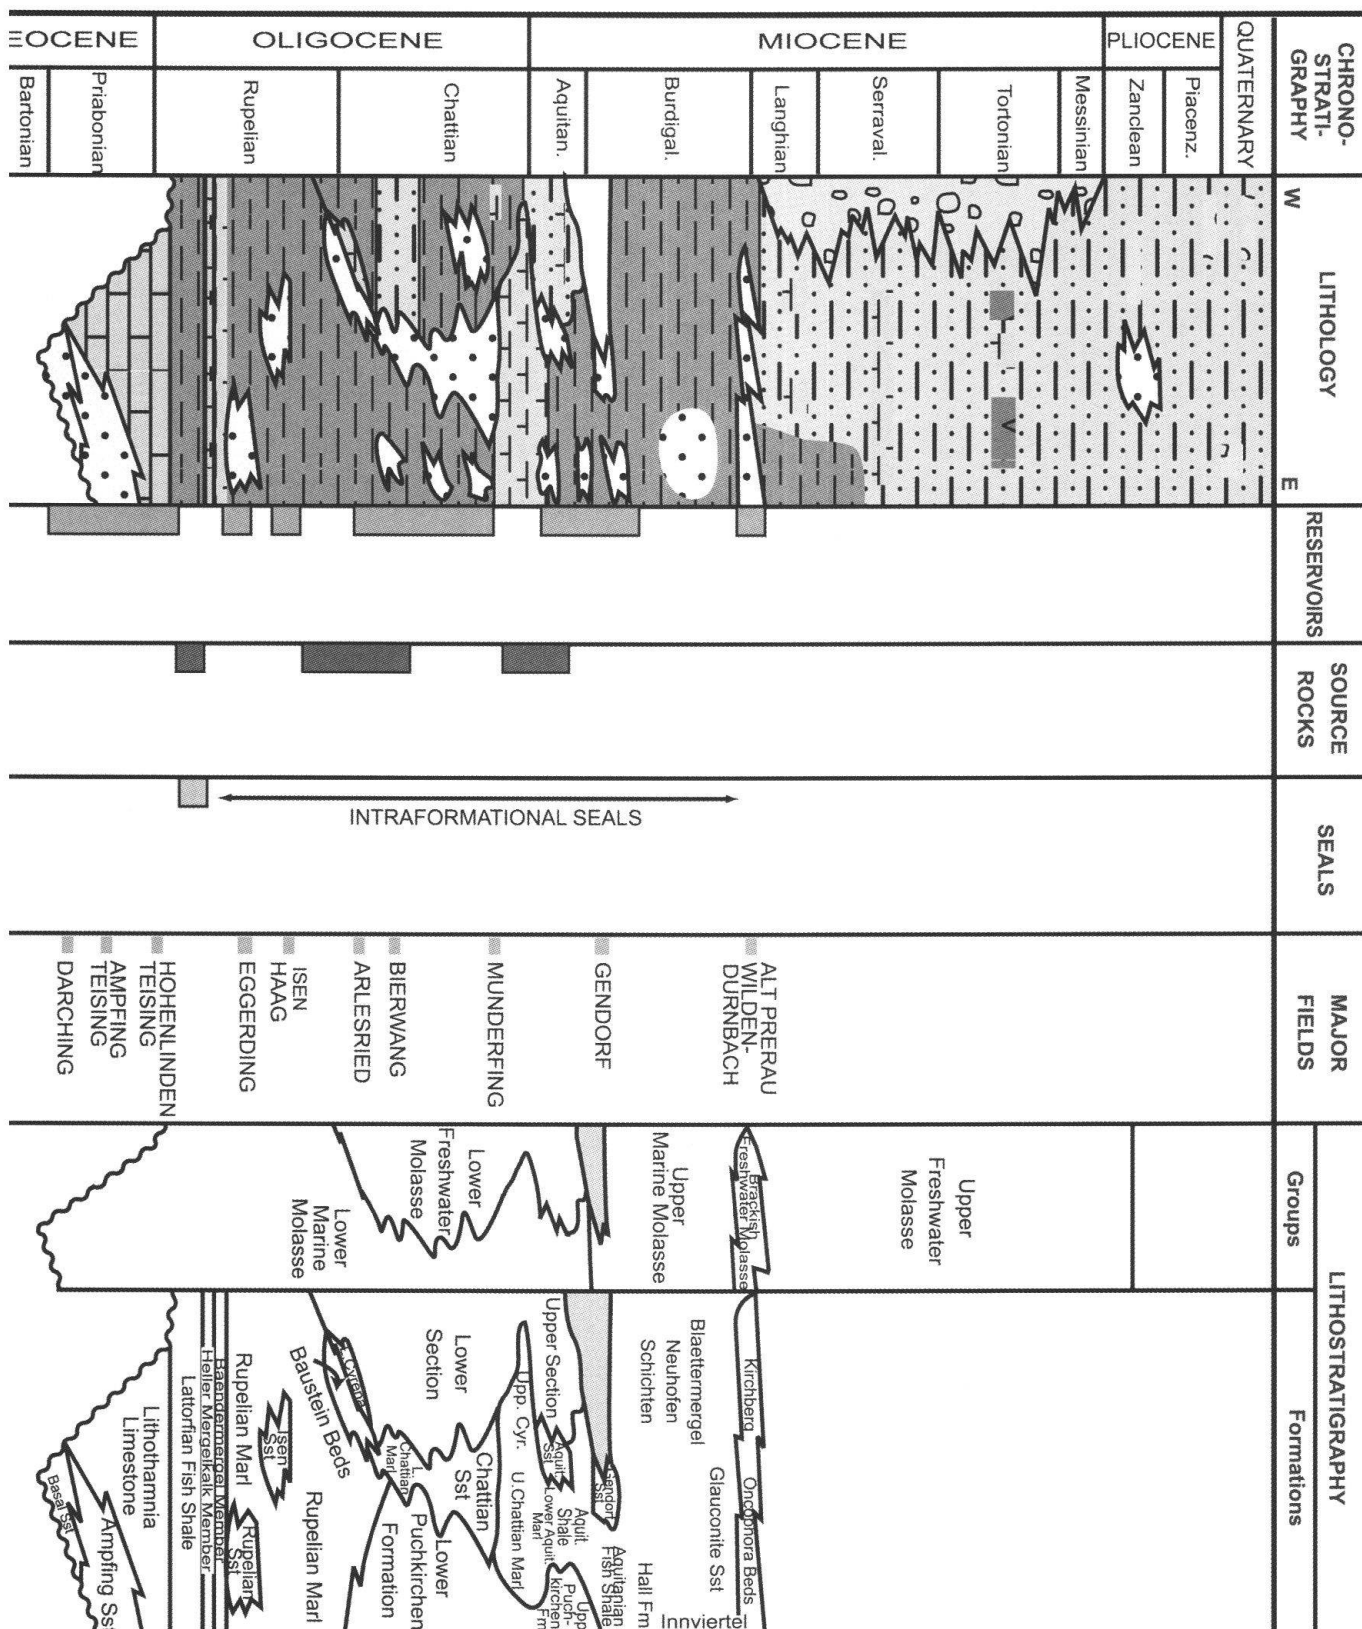 CHRONO-
STRATI-
GRAPHY
LITHOLOGY
W
E
RESERVOIRS
SOURCE
ROCKS
SEALS
MAJOR
FIELDS
LITHOSTRATIGRAPHY
Groups
Formations
QUATERNARY
PLIOCENE
MIOCENE
OLIGOCENE
EOCENE
Piacenz.
Zanclean
Messinian
Tortonian
Serraval.
Langhian
Burdigal.
Aquitan.
Chattian
Rupelian
Priabonian
Bartonian
V
INTRAFORMATIONAL SEALS
ALT PRERAU
WILDEN-
DURNBACH
GENDORF
MUNDERFING
BIERWANG
ARLESRIED
ISEN
HAAG
EGGERDING
HOHENLINDEN
TEISING
AMPFING
TEISING
DARCHING
Upper
Freshwater
Molasse
Brackish
Freshwater Molasse
Upper
Marine Molasse
Lower
Freshwater
Molasse
Lower
Marine
Molasse
Kirchberg
Oncophora Beds
Blaettermergel
Neuhofen
Schichten
Glauconite Sst
Innviertel
Hall Fm
Gendorf
Sst
Aquitanian
Fish Shale
Upper Section
Aquit.
Sst
Aquit.
Shale
Lower Aquit.
Marl
Upp
Puch-
kirchen
Fm
Upp. Cyr.
U.Chattian Marl
Lower
Section
Chattian
Sst
L.
Chattian
Marl
Lower
Puchkirchen
Formation
L. Cyrena
Baustein Beds
Rupelian Marl
Isen
Sst
Rupelian Marl
Rupelian
Sst
Baendermergel Member
Heller Mergelkalk Member
Lattorfian Fish Shale
Lithothamnia
Limestone
Ampfing Sst
Basal Sst